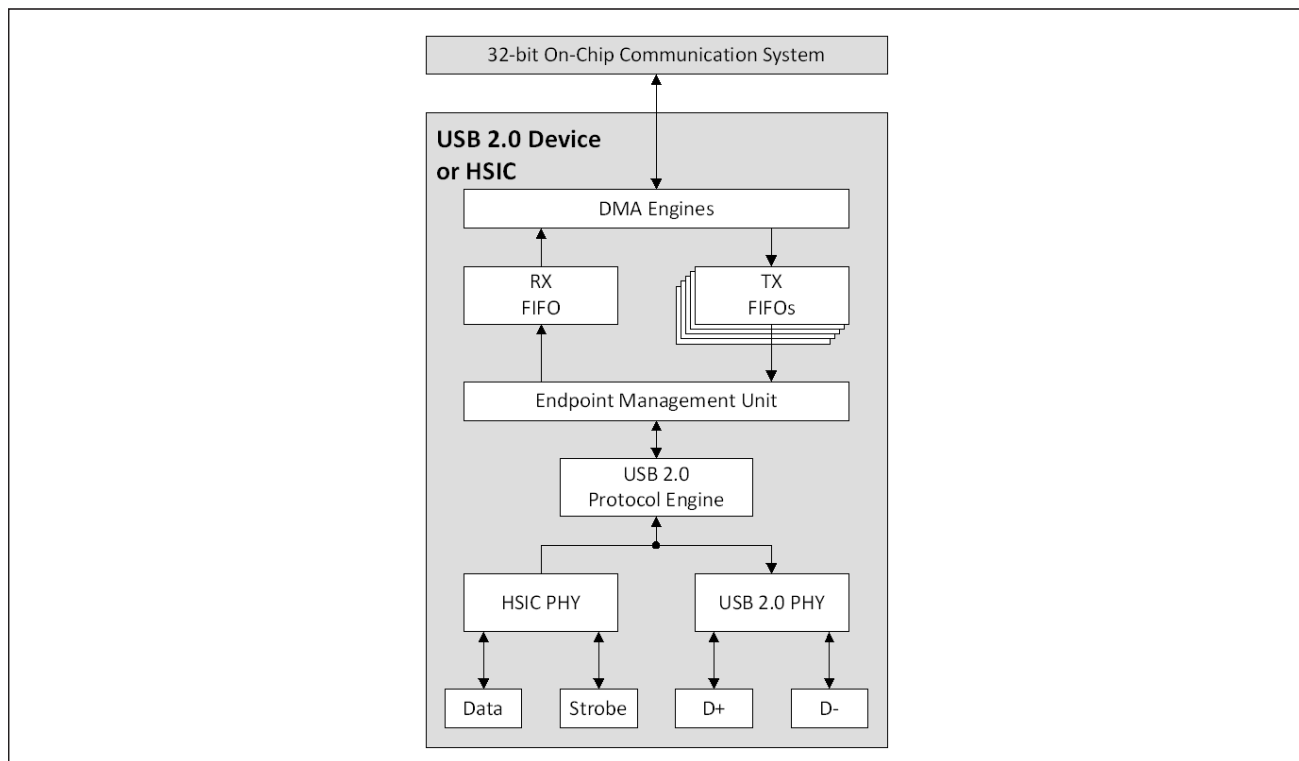 32-bit On-Chip Communication System
USB 2.0 Device
or HSIC
DMA Engines
RX
FIFO
TX
FIFOs
Endpoint Management Unit
USB 2.0
Protocol Engine
HSIC PHY
USB 2.0 PHY
Data
Strobe
D+
D-